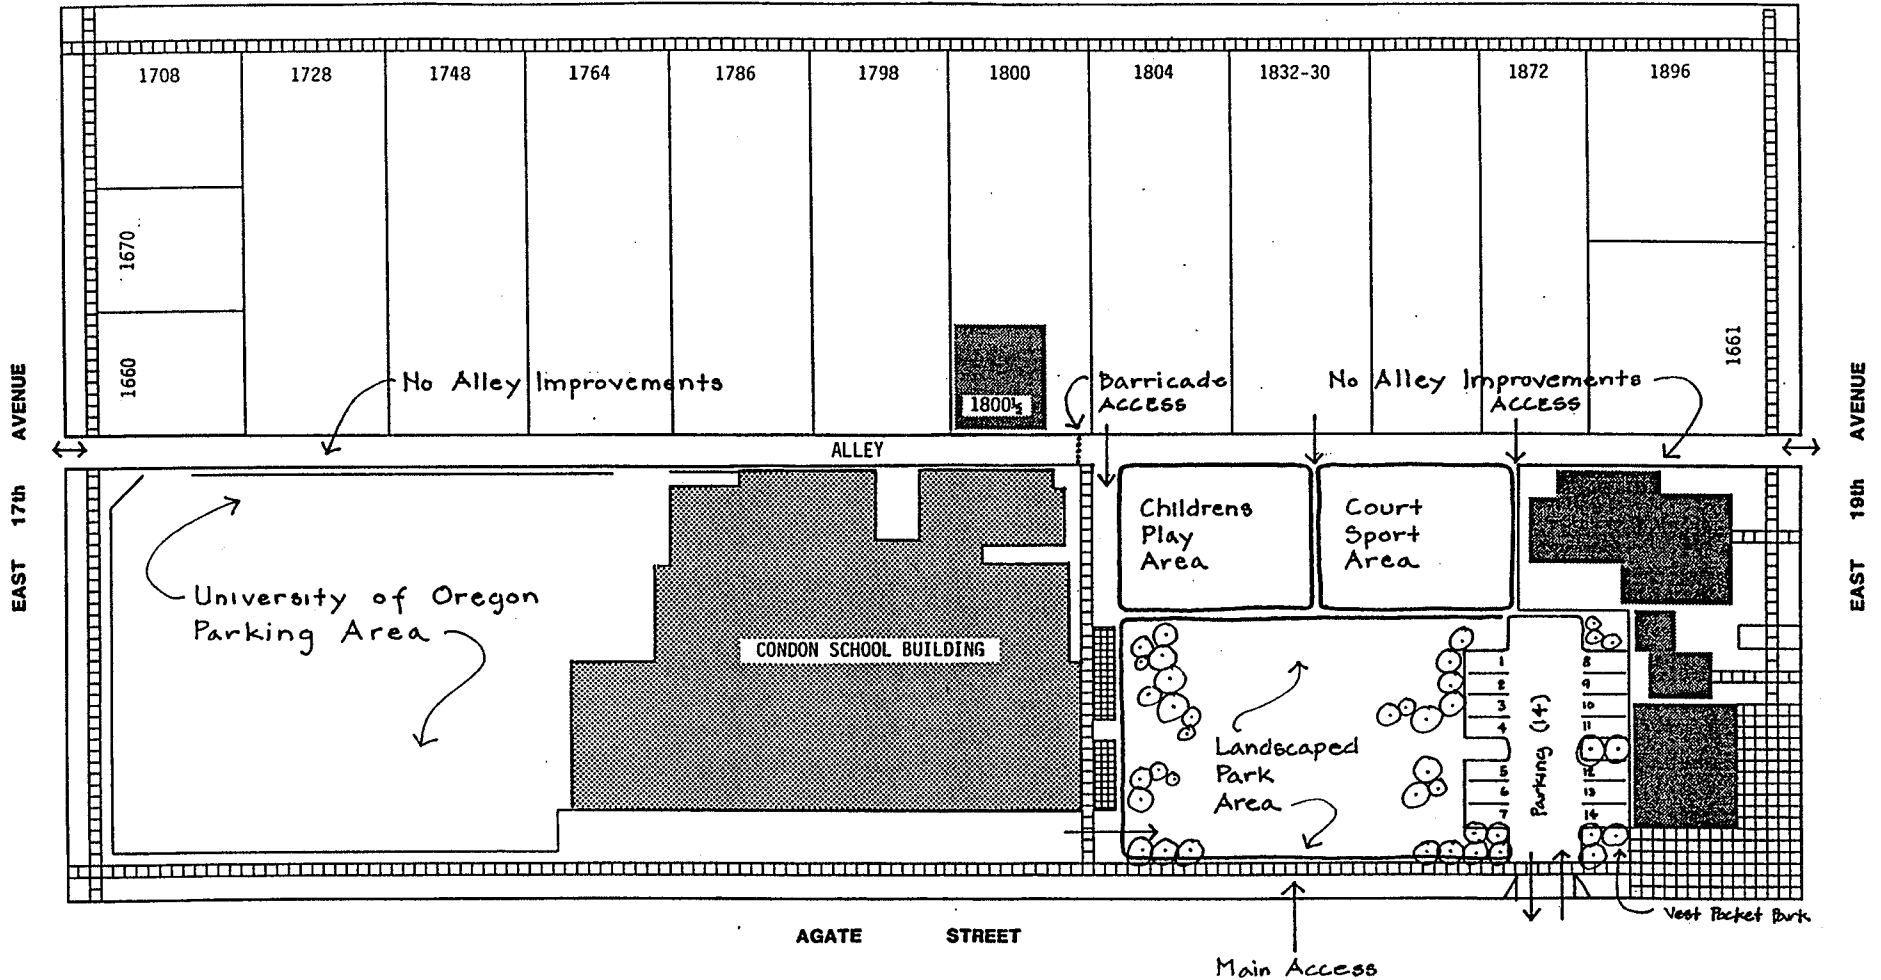 1708
1728
1748
1764
1786
1798
1800
1804
1832-30
1872
1896
1670
1660
1661
1800½
No Alley Improvements
Barricade
ACCESS
No Alley Improvements
ACCESS
ALLEY
EAST 17th AVENUE
EAST 19th AVENUE
Childrens
Play
Area
Court
Sport
Area
University of Oregon
Parking Area
CONDON SCHOOL BUILDING
Landscaped
Park
Area
1
2
3
4
5
6
7
Parking (14)
8
9
10
11
12
13
14
Vest Pocket Park
AGATE STREET
Main Access